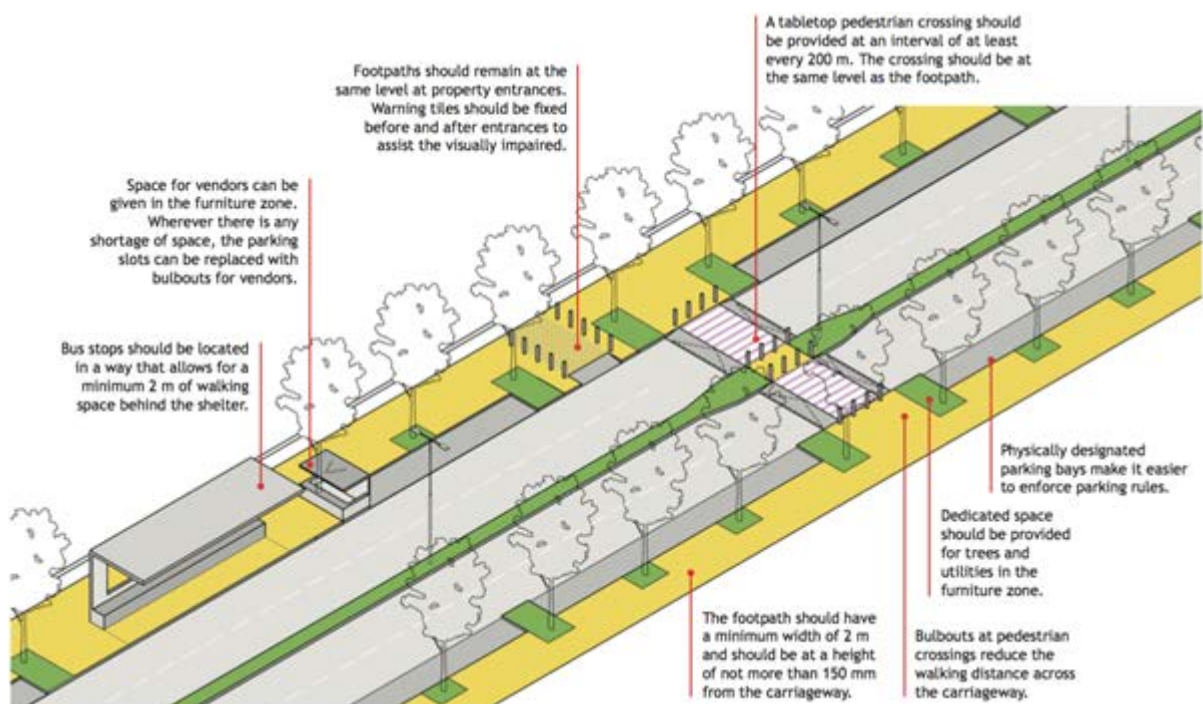 A tabletop pedestrian crossing should
be provided at an interval of at least
every 200 m. The crossing should be at
the same level as the footpath.
Footpaths should remain at the
same level at property entrances.
Warning tiles should be fixed
before and after entrances to
assist the visually impaired.
Space for vendors can be
given in the furniture zone.
Wherever there is any
shortage of space, the parking
slots can be replaced with
bulbouts for vendors.
Bus stops should be located
in a way that allows for a
minimum 2 m of walking
space behind the shelter.
Physically designated
parking bays make it easier
to enforce parking rules.
Dedicated space
should be provided
for trees and
utilities in the
furniture zone.
The footpath should have
a minimum width of 2 m
and should be at a height
of not more than 150 mm
from the carriageway.
Bulbouts at pedestrian
crossings reduce the
walking distance across
the carriageway.